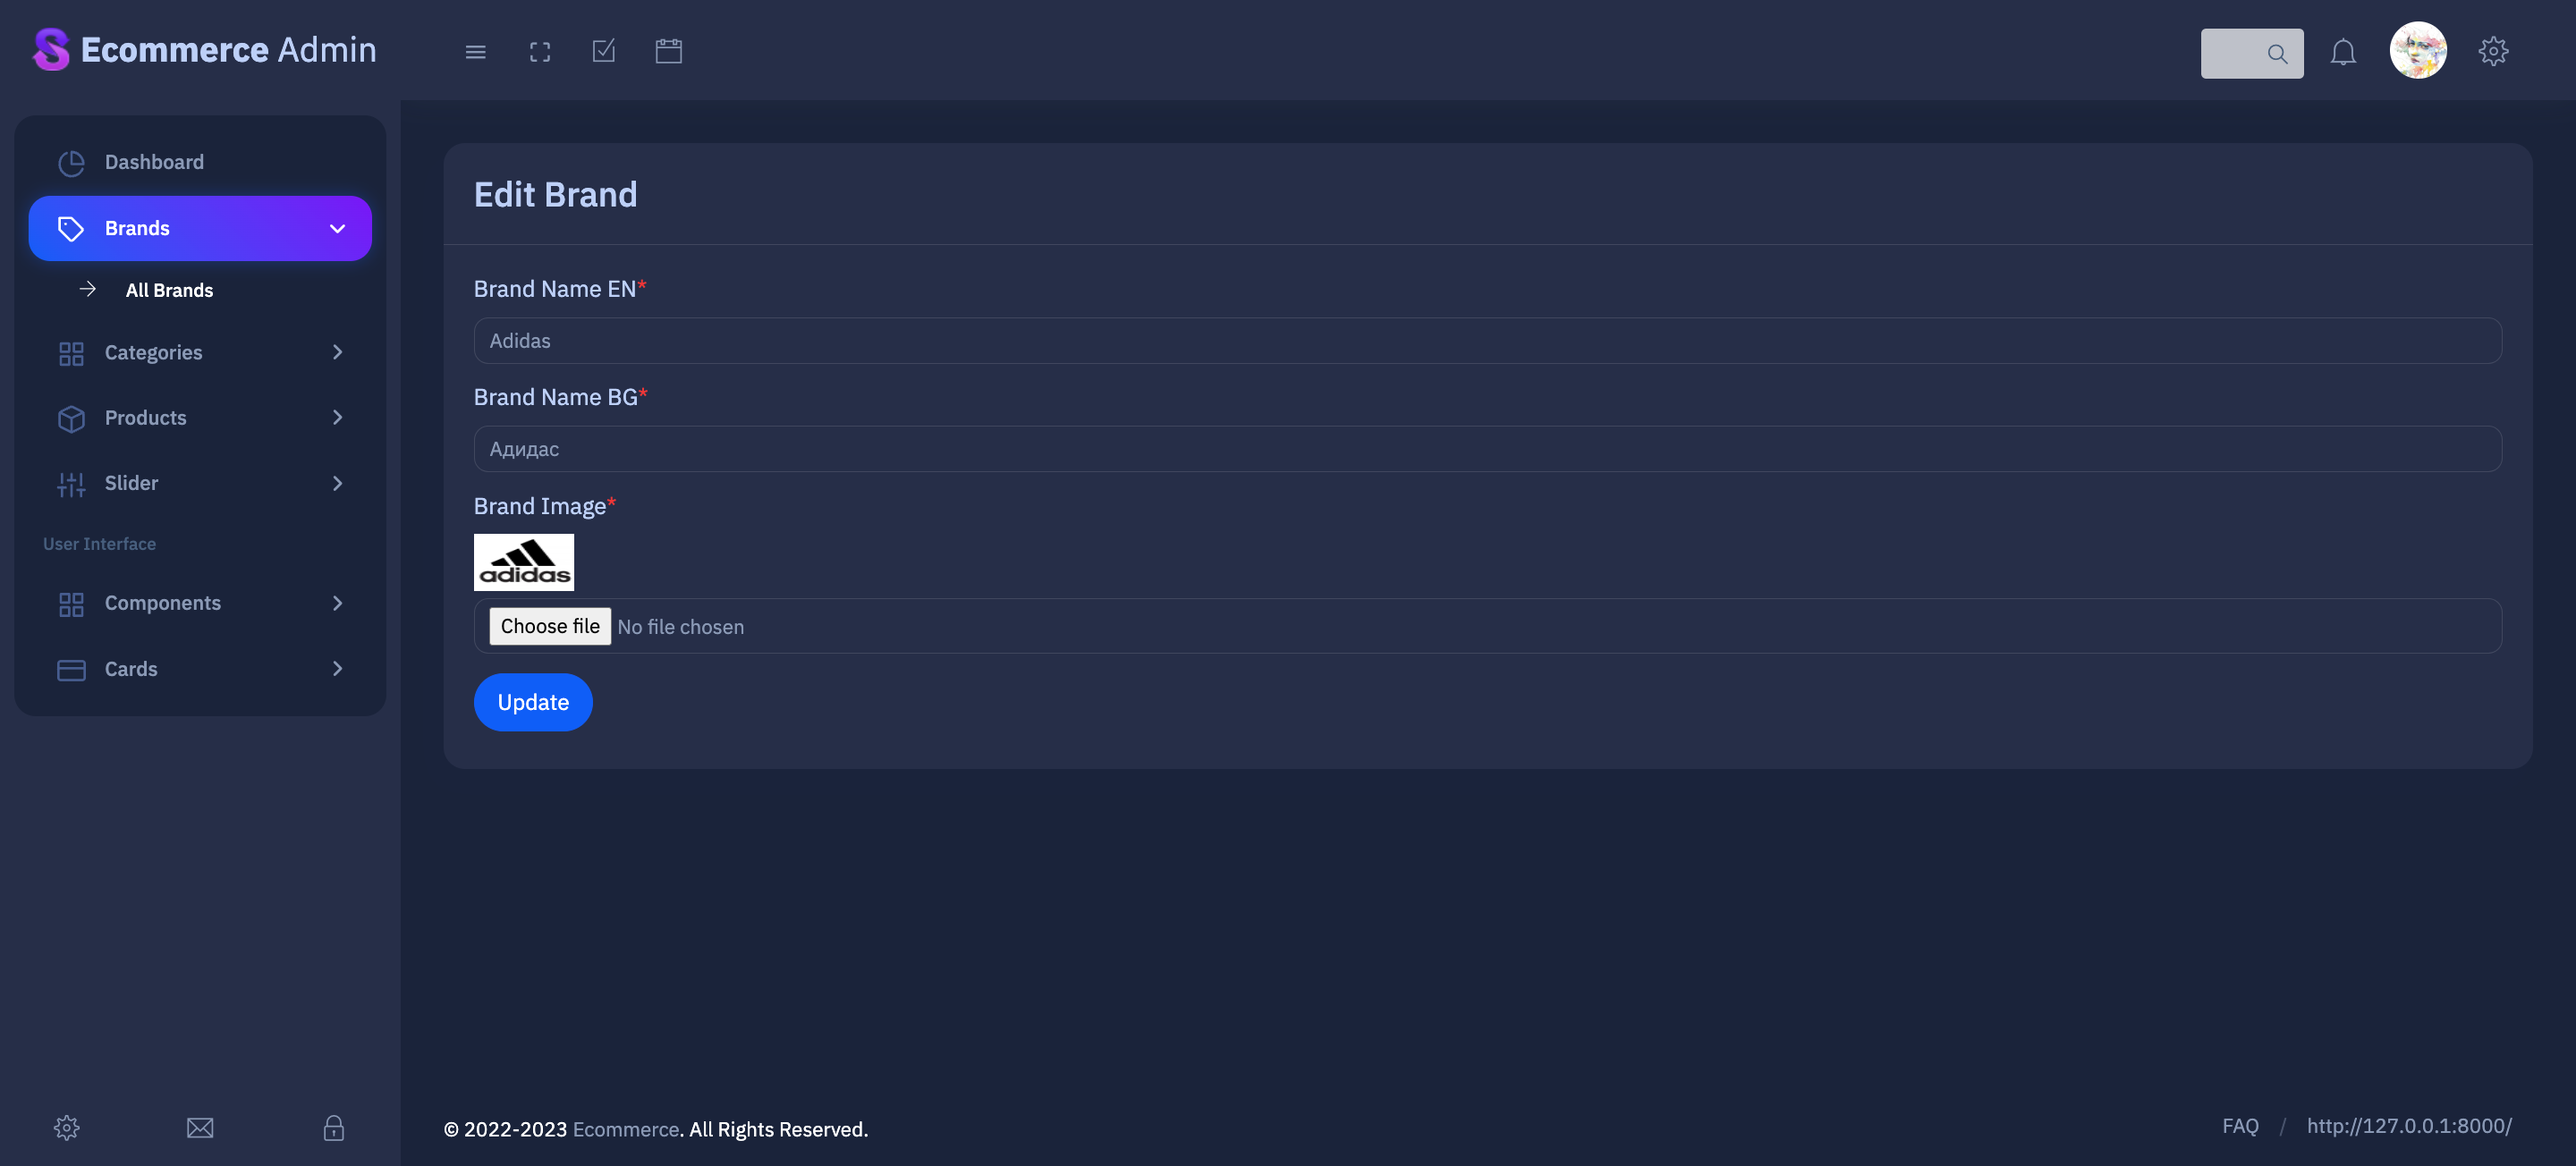 Ecommerce Admin
Dashboard
Brands
All Brands
Categories
Products
Slider
User Interface
Components
Cards
Edit Brand
Brand Name EN*
Adidas
Brand Name BG*
Адидас
Brand Image*
adidas
Choose file No file chosen
Update
© 2022-2023 Ecommerce. All Rights Reserved.
FAQ / http://127.0.0.1:8000/